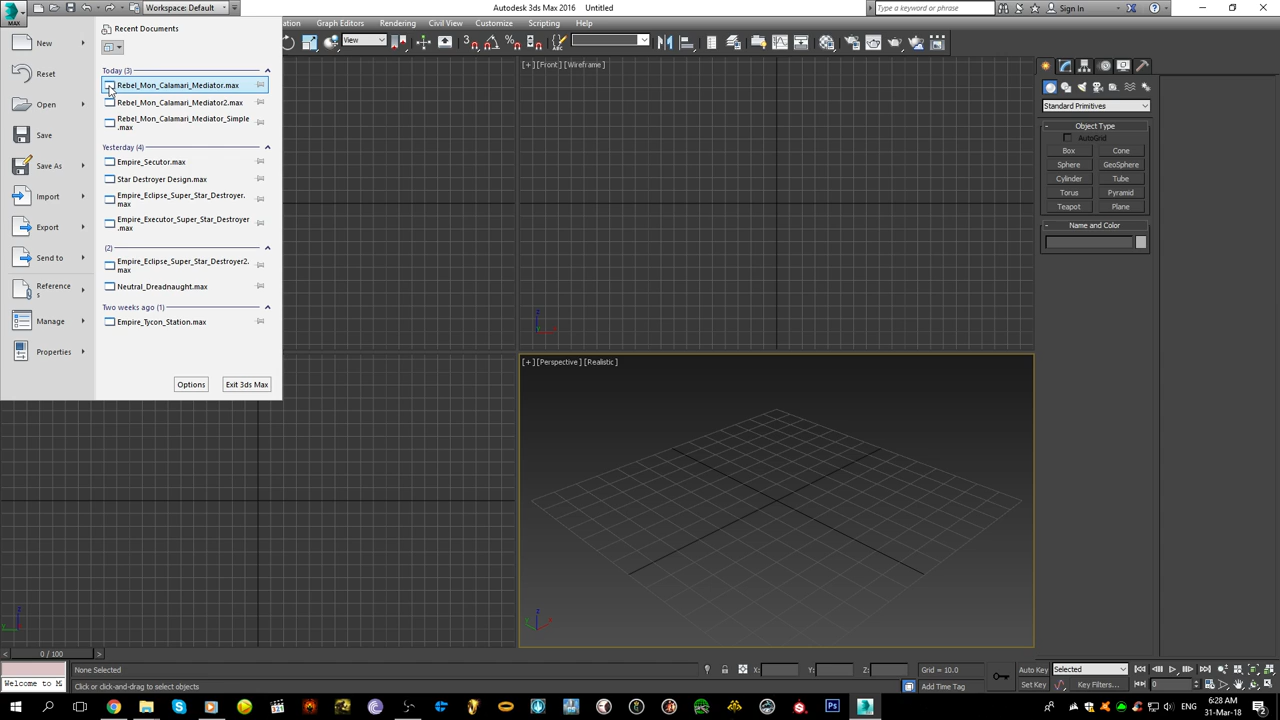 Workspace: Default
Autodesk 3ds Max 2016 Untitled
Type a keyword or phrase
Sign In
MAX
Graph Editors Rendering Civil View Customize Scripting Help
View
Recent Documents
New
Reset
Open
Save
Save As
Import
Export
Send to
Reference
s
Manage
Properties
Today (3)
Rebel_Mon_Calamari_Mediator.max
Rebel_Mon_Calamari_Mediator2.max
Rebel_Mon_Calamari_Mediator_Simple
.max
Yesterday (4)
Empire_Secutor.max
Star Destroyer Design.max
Empire_Eclipse_Super_Star_Destroyer.
max
Empire_Executor_Super_Star_Destroyer
.max
(2)
Empire_Eclipse_Super_Star_Destroyer2.
max
Neutral_Dreadnaught.max
Two weeks ago (1)
Empire_Tycon_Station.max
Options Exit 3ds Max
[+] [Front] [Wireframe]
[+] [Perspective] [Realistic]
Standard Primitives
Object Type
AutoGrid
Box Cone
Sphere GeoSphere
Cylinder Tube
Torus Pyramid
Teapot Plane
Name and Color
0 / 100
None Selected
X: Y: Z: Grid = 10.0
Auto Key Selected
Welcome to M
Click or click-and-drag to select objects
Add Time Tag
Set Key Key Filters...
0
ENG 6:28 AM
31-Mar-18